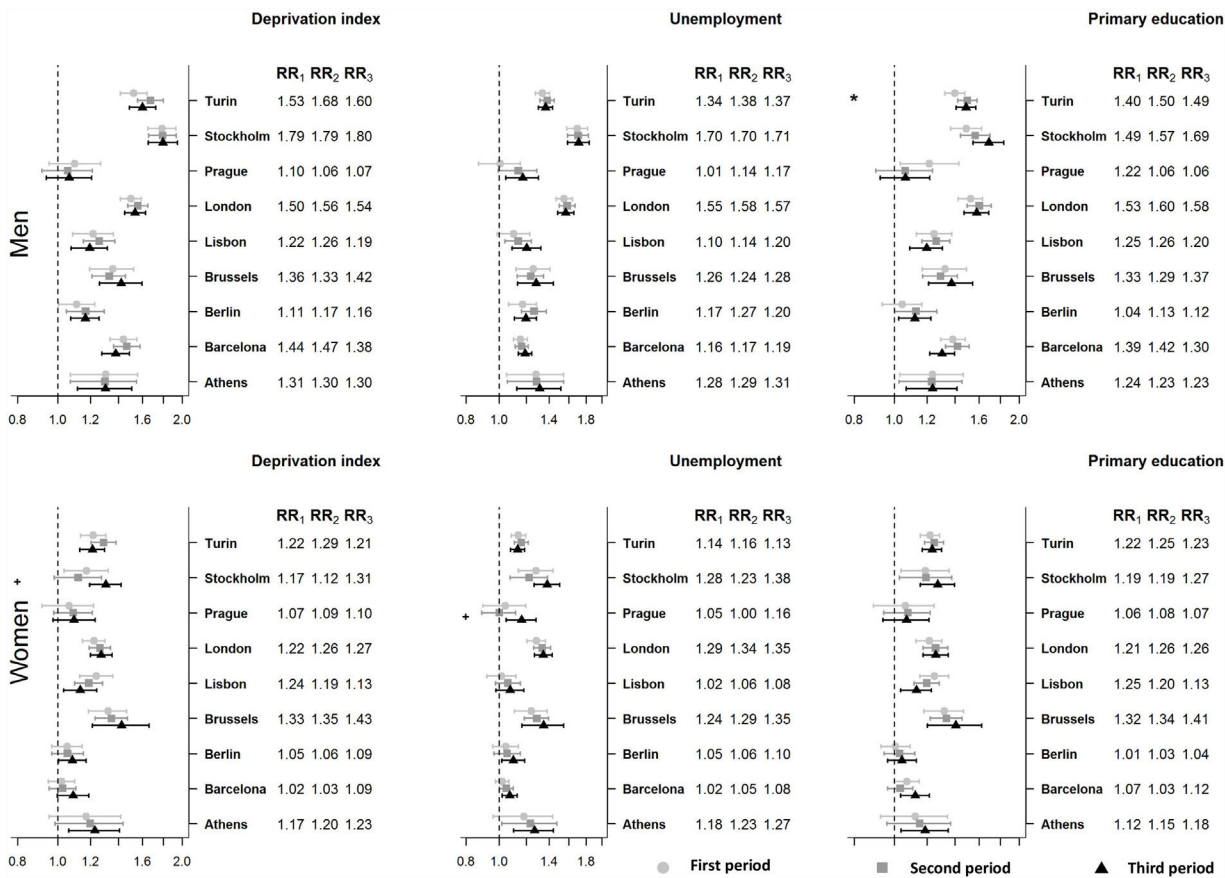 Deprivation index Unemployment Primary education
RR1 RR2 RR3 RR1 RR2 RR3 RR1 RR2 RR3
Turin 1.53 1.68 1.60 Turin 1.34 1.38 1.37 * Turin 1.40 1.50 1.49
Stockholm 1.79 1.79 1.80 Stockholm 1.70 1.70 1.71 Stockholm 1.49 1.57 1.69
Prague 1.10 1.06 1.07 Prague 1.01 1.14 1.17 Prague 1.22 1.06 1.06
London 1.50 1.56 1.54 London 1.55 1.58 1.57 London 1.53 1.60 1.58
Men
Lisbon 1.22 1.26 1.19 Lisbon 1.10 1.14 1.20 Lisbon 1.25 1.26 1.20
Brussels 1.36 1.33 1.42 Brussels 1.26 1.24 1.28 Brussels 1.33 1.29 1.37
Berlin 1.11 1.17 1.16 Berlin 1.17 1.27 1.20 Berlin 1.04 1.13 1.12
Barcelona 1.44 1.47 1.38 Barcelona 1.16 1.17 1.19 Barcelona 1.39 1.42 1.30
Athens 1.31 1.30 1.30 Athens 1.28 1.29 1.31 Athens 1.24 1.23 1.23
0.8 1.0 1.2 1.6 2.0 0.8 1.0 1.4 1.8 0.8 1.0 1.2 1.6 2.0
Deprivation index Unemployment Primary education
RR1 RR2 RR3 RR1 RR2 RR3 RR1 RR2 RR3
Turin 1.22 1.29 1.21 Turin 1.14 1.16 1.13 Turin 1.22 1.25 1.23
+ Stockholm 1.17 1.12 1.31 Stockholm 1.28 1.23 1.38 Stockholm 1.19 1.19 1.27
Prague 1.07 1.09 1.10 + Prague 1.05 1.00 1.16 Prague 1.06 1.08 1.07
Women
London 1.22 1.26 1.27 London 1.29 1.34 1.35 London 1.21 1.26 1.26
Lisbon 1.24 1.19 1.13 Lisbon 1.02 1.06 1.08 Lisbon 1.25 1.20 1.13
Brussels 1.33 1.35 1.43 Brussels 1.24 1.29 1.35 Brussels 1.32 1.34 1.41
Berlin 1.05 1.06 1.09 Berlin 1.05 1.06 1.10 Berlin 1.01 1.03 1.04
Barcelona 1.02 1.03 1.09 Barcelona 1.02 1.05 1.08 Barcelona 1.07 1.03 1.12
Athens 1.17 1.20 1.23 Athens 1.18 1.23 1.27 Athens 1.12 1.15 1.18
0.8 1.0 1.2 1.6 2.0 0.8 1.0 1.4 1.8
First period Second period Third period